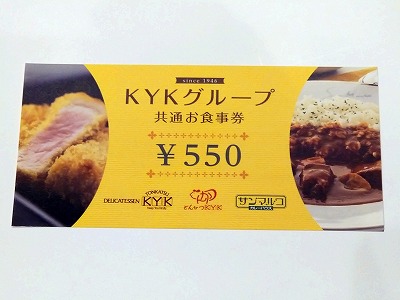 since 1946
KYKグループ
共通お食事券
¥550
DELICATESSEN
TONKATSU
KYK
とんかつKYK
サンマルコ